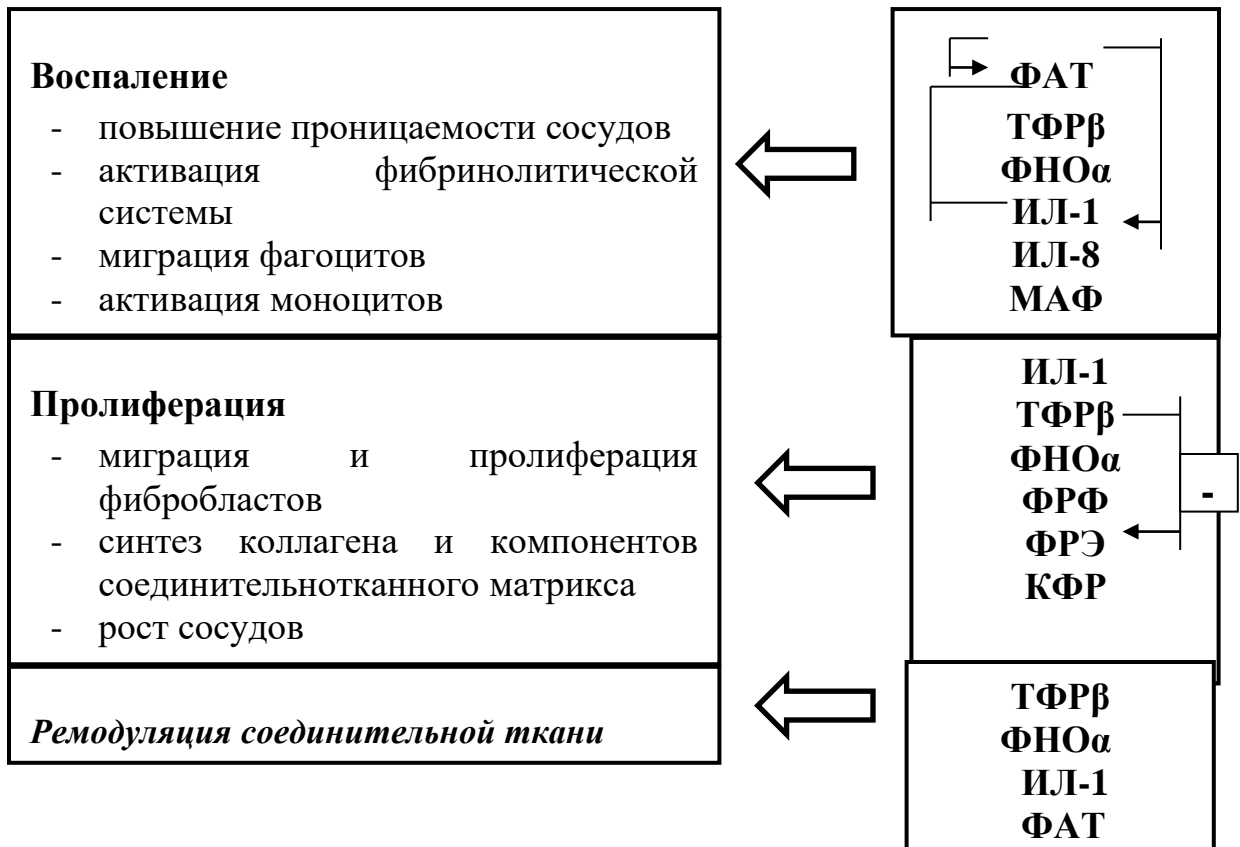 Воспаление
- повышение проницаемости сосудов
- активация фибринолитической
системы
- миграция фагоцитов
- активация моноцитов
ФАТ
ТФРβ
ФНОα
ИЛ-1
ИЛ-8
МАФ
Пролиферация
- миграция и пролиферация
фибробластов
- синтез коллагена и компонентов
соединительнотканного матрикса
- рост сосудов
ИЛ-1
ТФРβ
ФНОα
ФРФ
ФРЭ
КФР
-
Ремодуляция соединительной ткани
ТФРβ
ФНОα
ИЛ-1
ФАТ